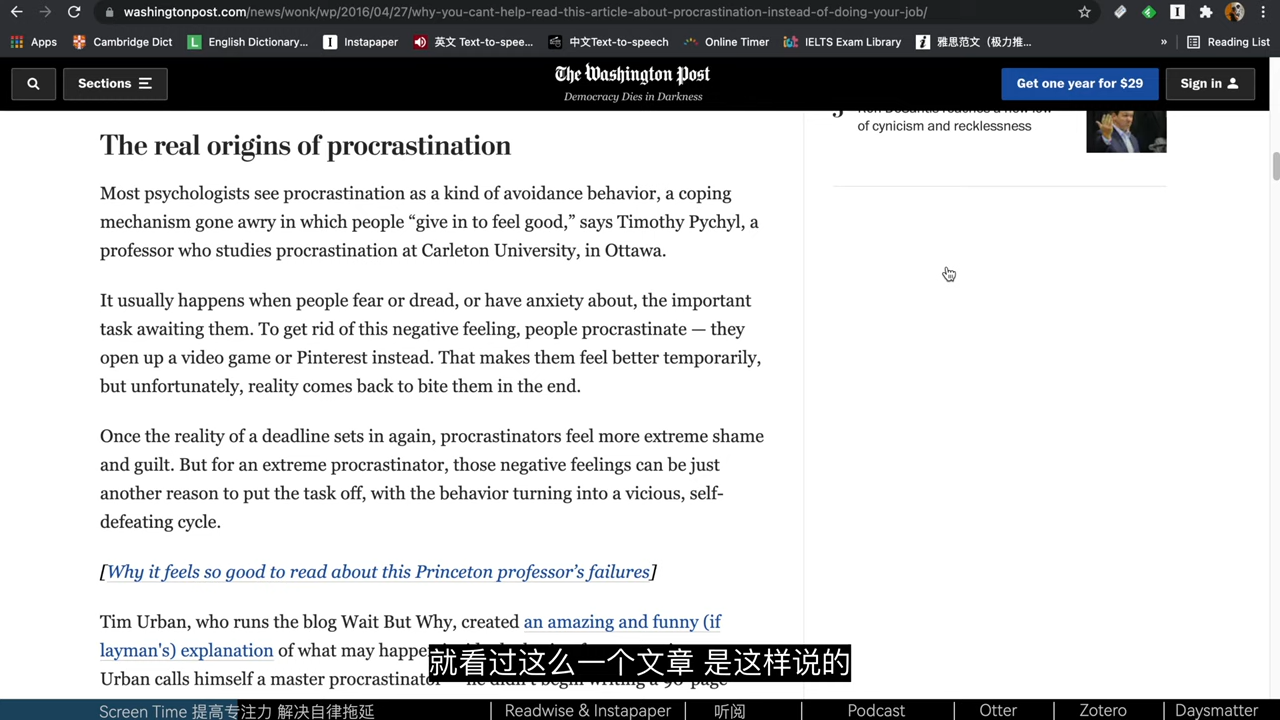 washingtonpost.com/news/wonk/wp/2016/04/27/why-you-cant-help-read-this-article-about-procrastination-instead-of-doing-your-job/
Apps Cambridge Dict English Dictionary... Instapaper 英文 Text-to-spee... 中文Text-to-speech Online Timer IELTS Exam Library 雅思范文（极力推... » Reading List
Sections The Washington Post Get one year for $29 Sign in
Democracy Dies in Darkness
of cynicism and recklessness
The real origins of procrastination
Most psychologists see procrastination as a kind of avoidance behavior, a coping
mechanism gone awry in which people “give in to feel good,” says Timothy Pychyl, a
professor who studies procrastination at Carleton University, in Ottawa.
It usually happens when people fear or dread, or have anxiety about, the important
task awaiting them. To get rid of this negative feeling, people procrastinate — they
open up a video game or Pinterest instead. That makes them feel better temporarily,
but unfortunately, reality comes back to bite them in the end.
Once the reality of a deadline sets in again, procrastinators feel more extreme shame
and guilt. But for an extreme procrastinator, those negative feelings can be just
another reason to put the task off, with the behavior turning into a vicious, self-
defeating cycle.
[Why it feels so good to read about this Princeton professor’s failures]
Tim Urban, who runs the blog Wait But Why, created an amazing and funny (if
layman's) explanation of what may happen
就看过这么一个文章 是这样说的
Urban calls himself a master procrastinator
Screen Time 提高专注力 解决自律拖延 Readwise & Instapaper 听阅 Podcast Otter Zotero Daysmatter